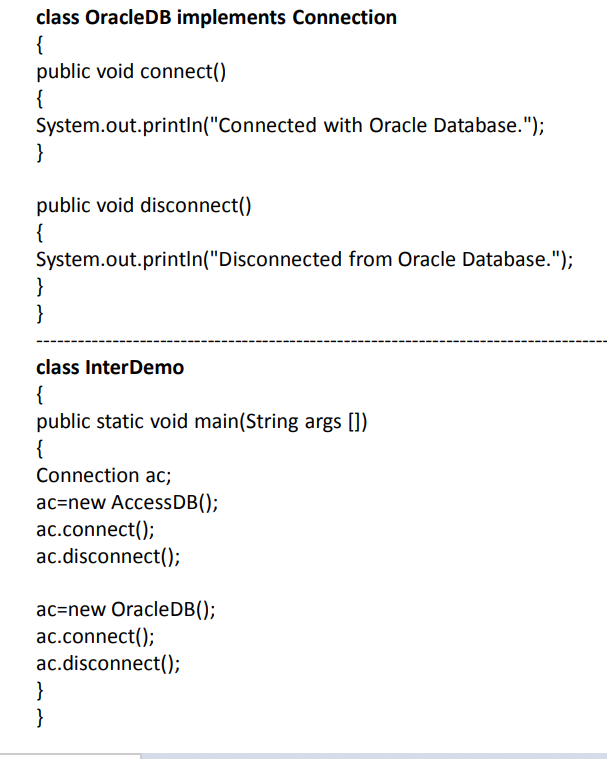 class OracleDB implements Connection
{
public void connect()
{
System.out.println("Connected with Oracle Database.");
}
public void disconnect()
{
System.out.println("Disconnected from Oracle Database.");
}
}
--------------------------------------------------------------------------------
class InterDemo
{
public static void main(String args [])
{
Connection ac;
ac=new AccessDB();
ac.connect();
ac.disconnect();
ac=new OracleDB();
ac.connect();
ac.disconnect();
}
}